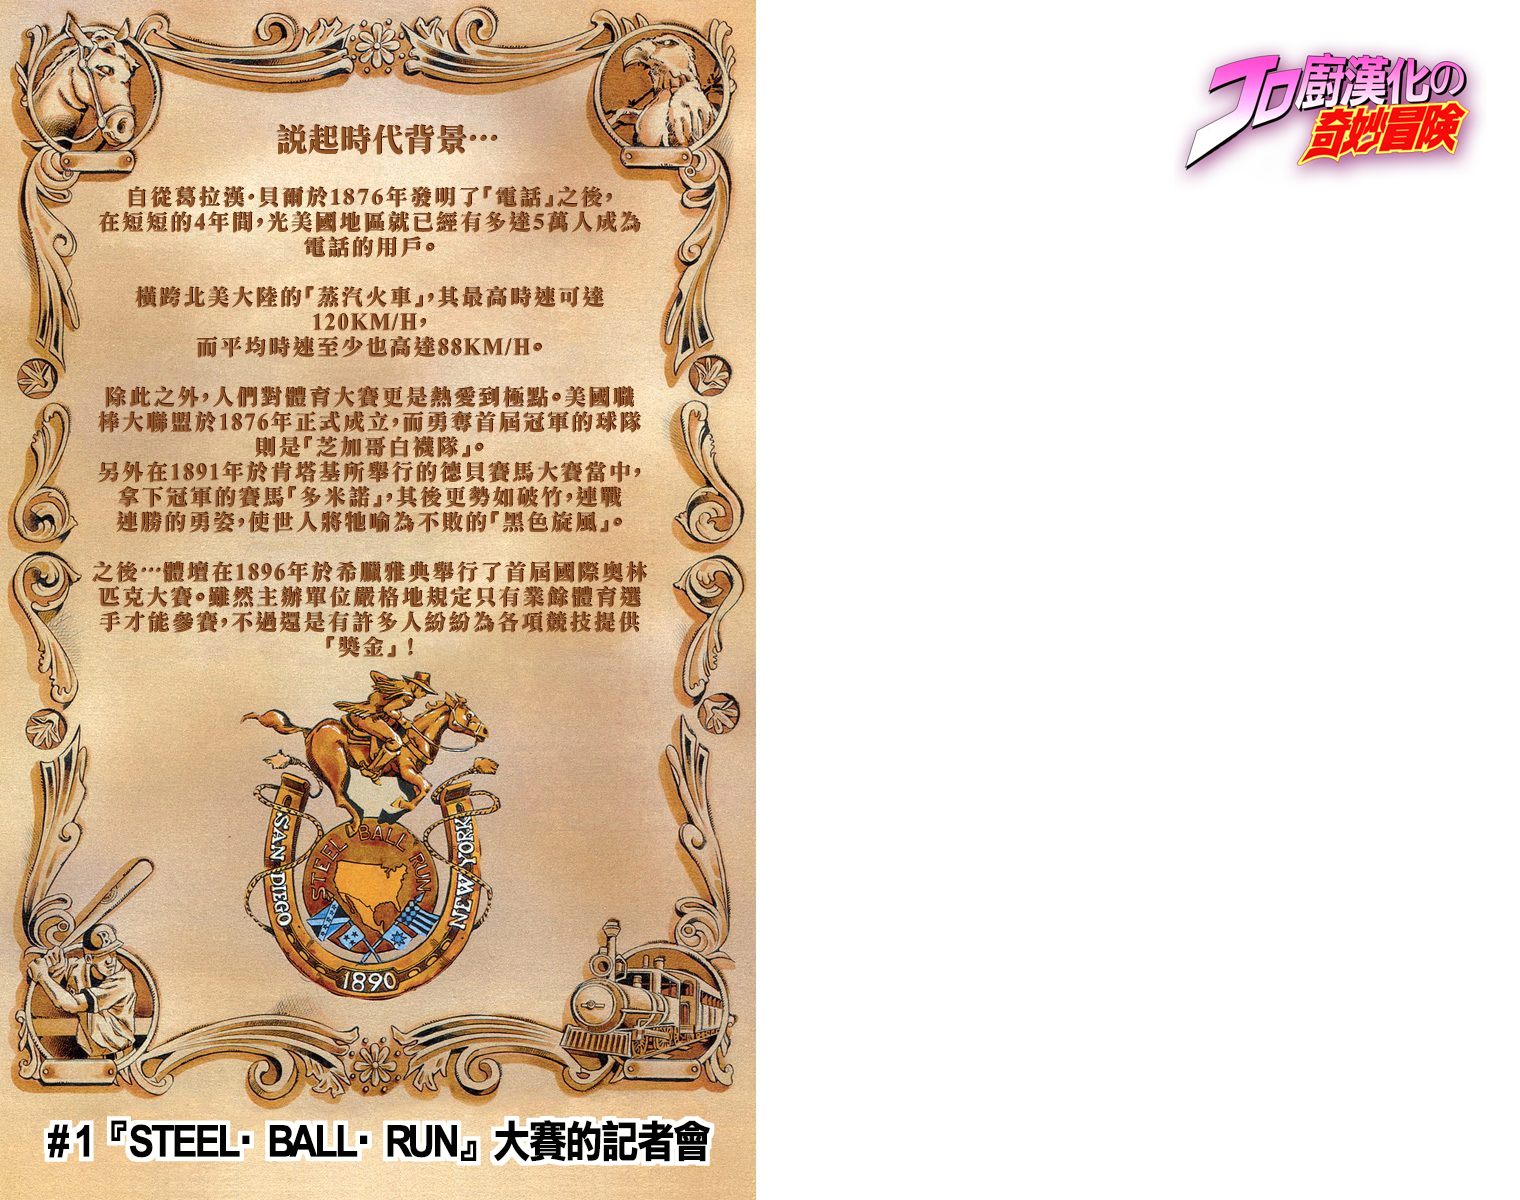 説起時代背景…
自從葛拉漢·貝爾於1876年發明了『電話』之後,
在短短的4年間,光美國地區就已經有多達5萬人成為
電話的用戶。
橫跨北美大陸的『蒸汽火車』,其最高時速可達
120KM/H,
而平均時速至少也高達88KM/H。
除此之外,人們對體育大賽更是熱愛到極點。美國職
棒大聯盟於1876年正式成立,而勇奪首屆冠軍的球隊
則是『芝加哥白襪隊』。
另外在1891年於肯塔基所舉行的德貝賽馬大賽當中,
拿下冠軍的賽馬『多米諾』,其後更勢如破竹,連戰
連勝的勇姿,使世人將牠喻為不敗的『黑色旋風』。
之後…體壇在1896年於希臘雅典舉行了首屆國際奧林
匹克大賽。雖然主辦單位嚴格地規定只有業餘體育選
手才能參賽,不過還是有許多人紛紛為各項競技提供
『獎金』!
STEEL BALL RUN
SAN DIEGO
NEW YORK
1890
#1『STEEL· BALL· RUN』大賽的記者會
JO廚漢化の
奇妙冒険